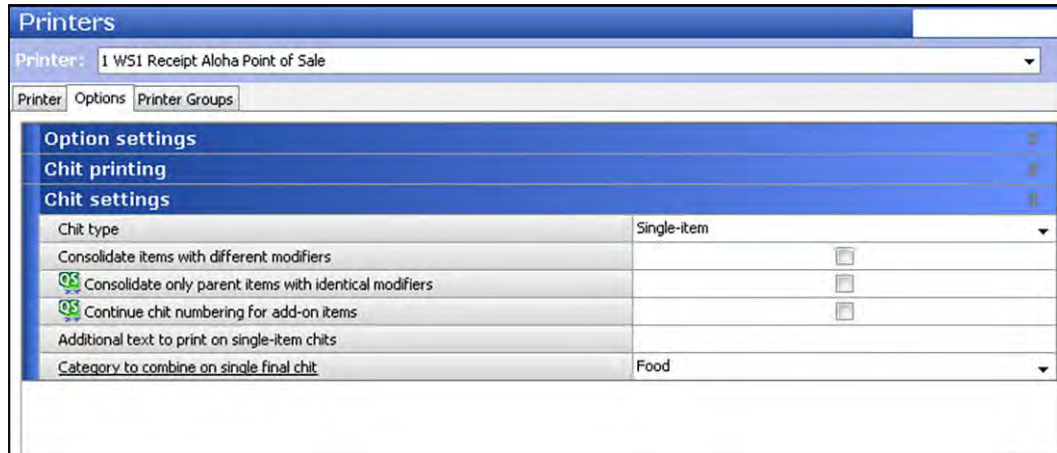 Printers
Printer: 1 WS1 Receipt Aloha Point of Sale
Printer Options Printer Groups
Option settings
Chit printing
Chit settings
Chit type Single-item
Consolidate items with different modifiers
QS Consolidate only parent items with identical modifiers
QS Continue chit numbering for add-on items
Additional text to print on single-item chits
Category to combine on single final chit Food